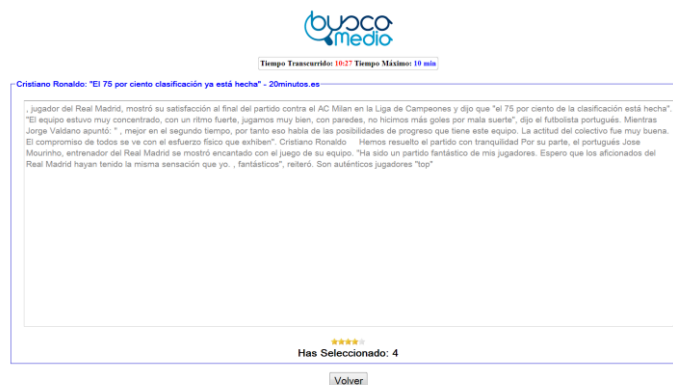 busca
medio
Tiempo Transcurrido: 10:27 Tiempo Máximo: 10 min
Cristiano Ronaldo: "El 75 por ciento clasificación ya está hecha" - 20minutos.es
, jugador del Real Madrid, mostró su satisfacción al final del partido contra el AC Milan en la Liga de Campeones y dijo que "el 75 por ciento de la clasificación está hecha".
"El equipo estuvo muy concentrado, con un ritmo fuerte, jugamos muy bien, con paredes, no hicimos más goles por mala suerte", dijo el futbolista portugués. Mientras
Jorge Valdano apuntó: " , mejor en el segundo tiempo, por tanto eso habla de las posibilidades de progreso que tiene este equipo. La actitud del colectivo fue muy buena.
El compromiso de todos se ve con el esfuerzo físico que exhiben". Cristiano Ronaldo Hemos resuelto el partido con tranquilidad Por su parte, el portugués Jose
Mourinho, entrenador del Real Madrid se mostró encantado con el juego de su equipo. "Ha sido un partido fantástico de mis jugadores. Espero que los aficionados del
Real Madrid hayan tenido la misma sensación que yo. , fantásticos", reiteró. Son auténticos jugadores "top"
Has Seleccionado: 4
Volver